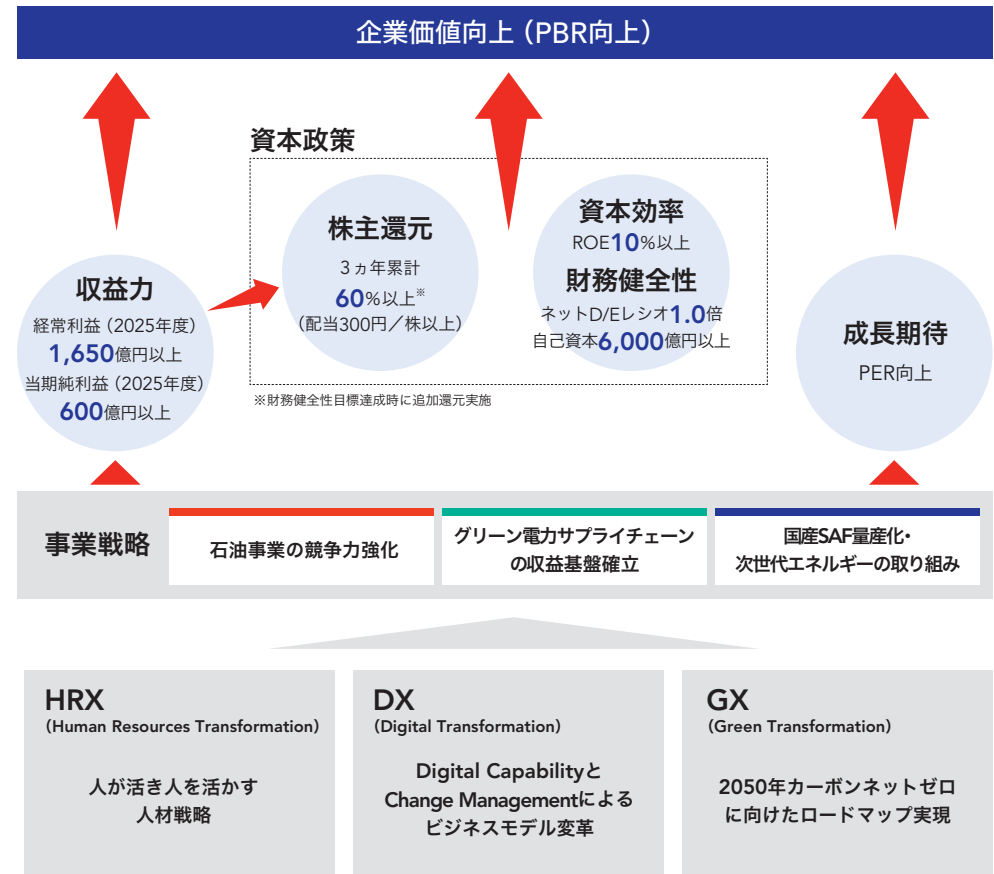 企業価値向上（PBR向上）
資本政策
収益力
経常利益（2025年度）
1,650億円以上
当期純利益（2025年度）
600億円以上
株主還元
3ヵ年累計
60%以上※
（配当300円／株以上）
資本効率
ROE10%以上
財務健全性
ネットD/Eレシオ1.0倍
自己資本6,000億円以上
※財務健全性目標達成時に追加還元実施
成長期待
PER向上
事業戦略
石油事業の競争力強化
グリーン電力サプライチェーン
の収益基盤確立
国産SAF量産化・
次世代エネルギーの取り組み
HRX
（Human Resources Transformation）
人が活き人を活かす
人材戦略
DX
（Digital Transformation）
Digital Capabilityと
Change Managementによる
ビジネスモデル変革
GX
（Green Transformation）
2050年カーボンネットゼロ
に向けたロードマップ実現